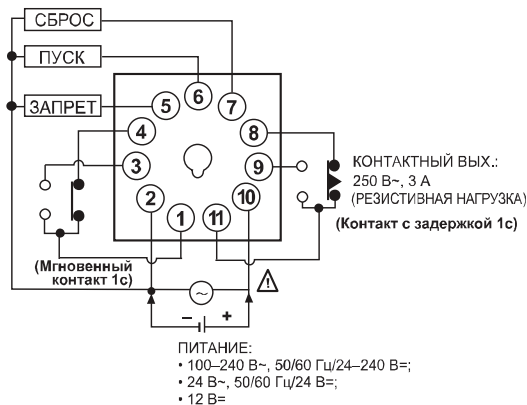 СБРОС
ПУСК
ЗАПРЕТ
6
5
7
4
8
3
9
2
10
1
11
КОНТАКТНЫЙ ВЫХ.:
250 В~, 3 А
(РЕЗИСТИВНАЯ НАГРУЗКА)
(Контакт с задержкой 1с)
(Мгновенный
контакт 1с)
~
!
– +
ПИТАНИЕ:
• 100–240 В~, 50/60 Гц/24–240 В=;
• 24 В~, 50/60 Гц/24 В=;
• 12 В=